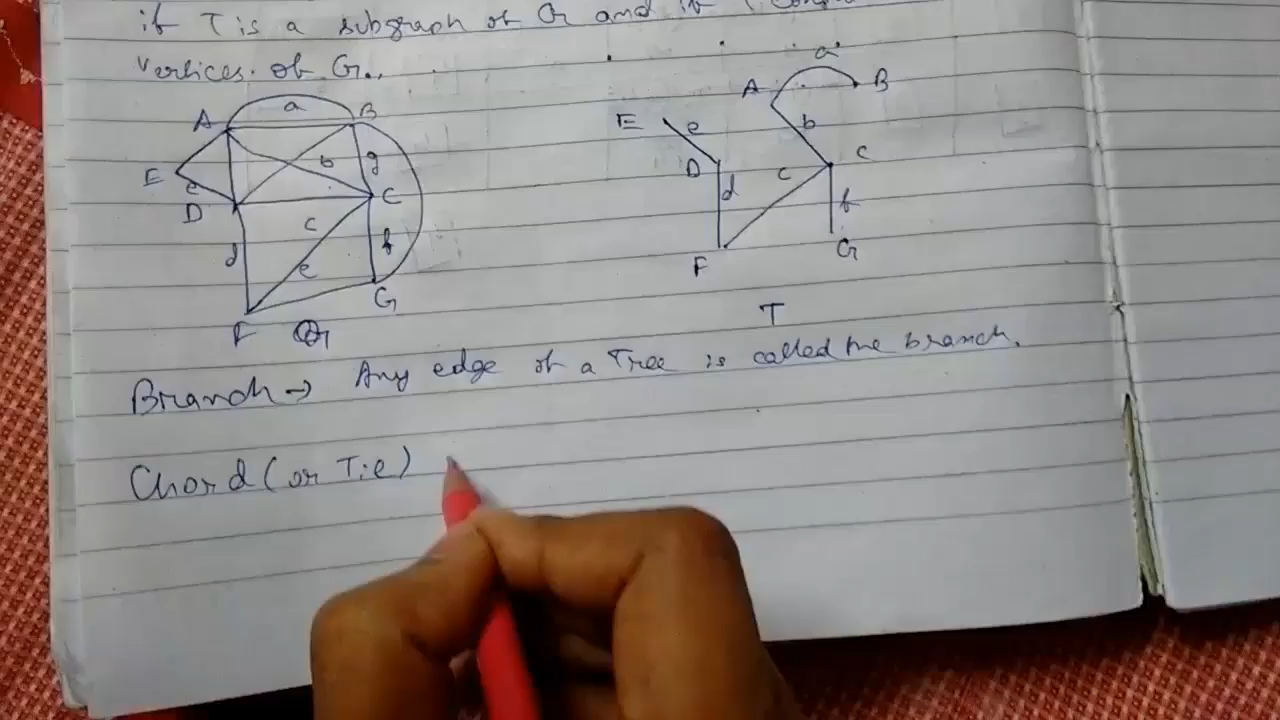 if T is a subgraph of G and if T
vertices of G.
A a B
E e D b g C
c
d e f
F G
G
A a B
E e b
D d c C
f
F G
T
Branch → Any edge of a Tree is called the branch.
Chord (or Tie)